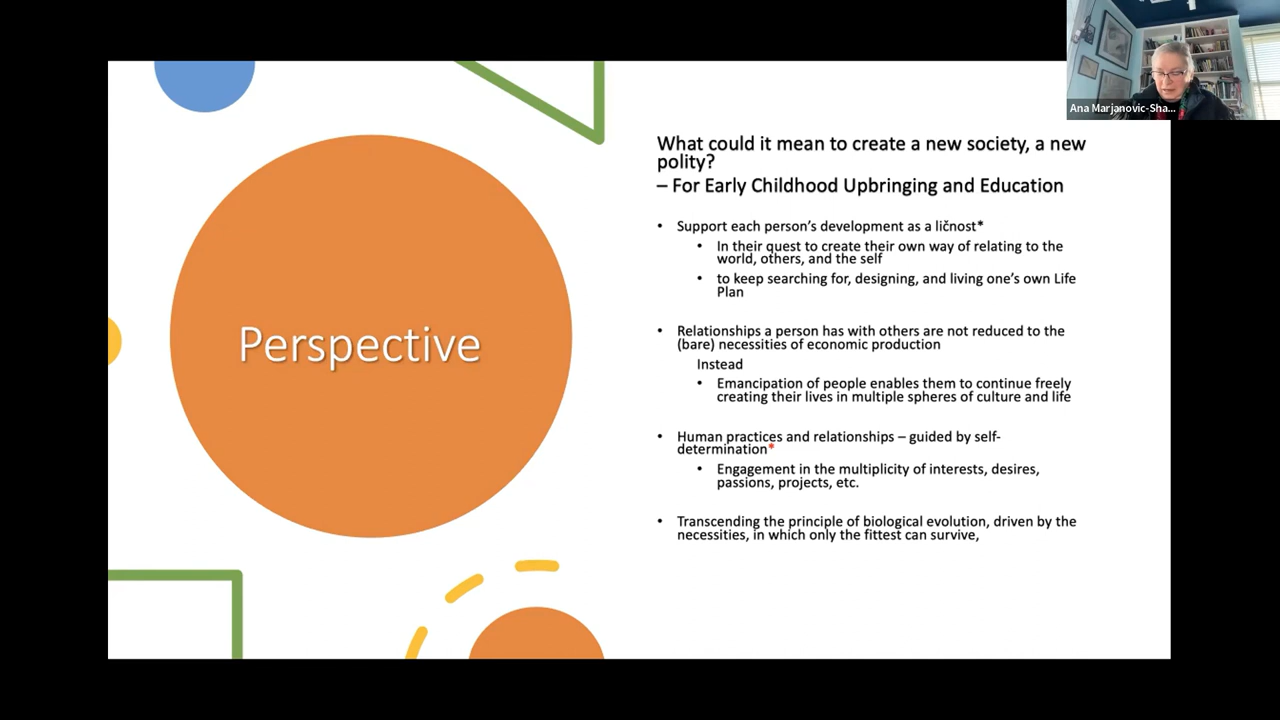 Ana Marjanovic-Sha...
What could it mean to create a new society, a new
polity?
– For Early Childhood Upbringing and Education
• Support each person's development as a ličnost*
• In their quest to create their own way of relating to the
world, others, and the self
• to keep searching for, designing, and living one's own Life
Plan
Perspective
• Relationships a person has with others are not reduced to the
(bare) necessities of economic production
Instead
• Emancipation of people enables them to continue freely
creating their lives in multiple spheres of culture and life
• Human practices and relationships – guided by self-
determination*
• Engagement in the multiplicity of interests, desires,
passions, projects, etc.
• Transcending the principle of biological evolution, driven by the
necessities, in which only the fittest can survive,